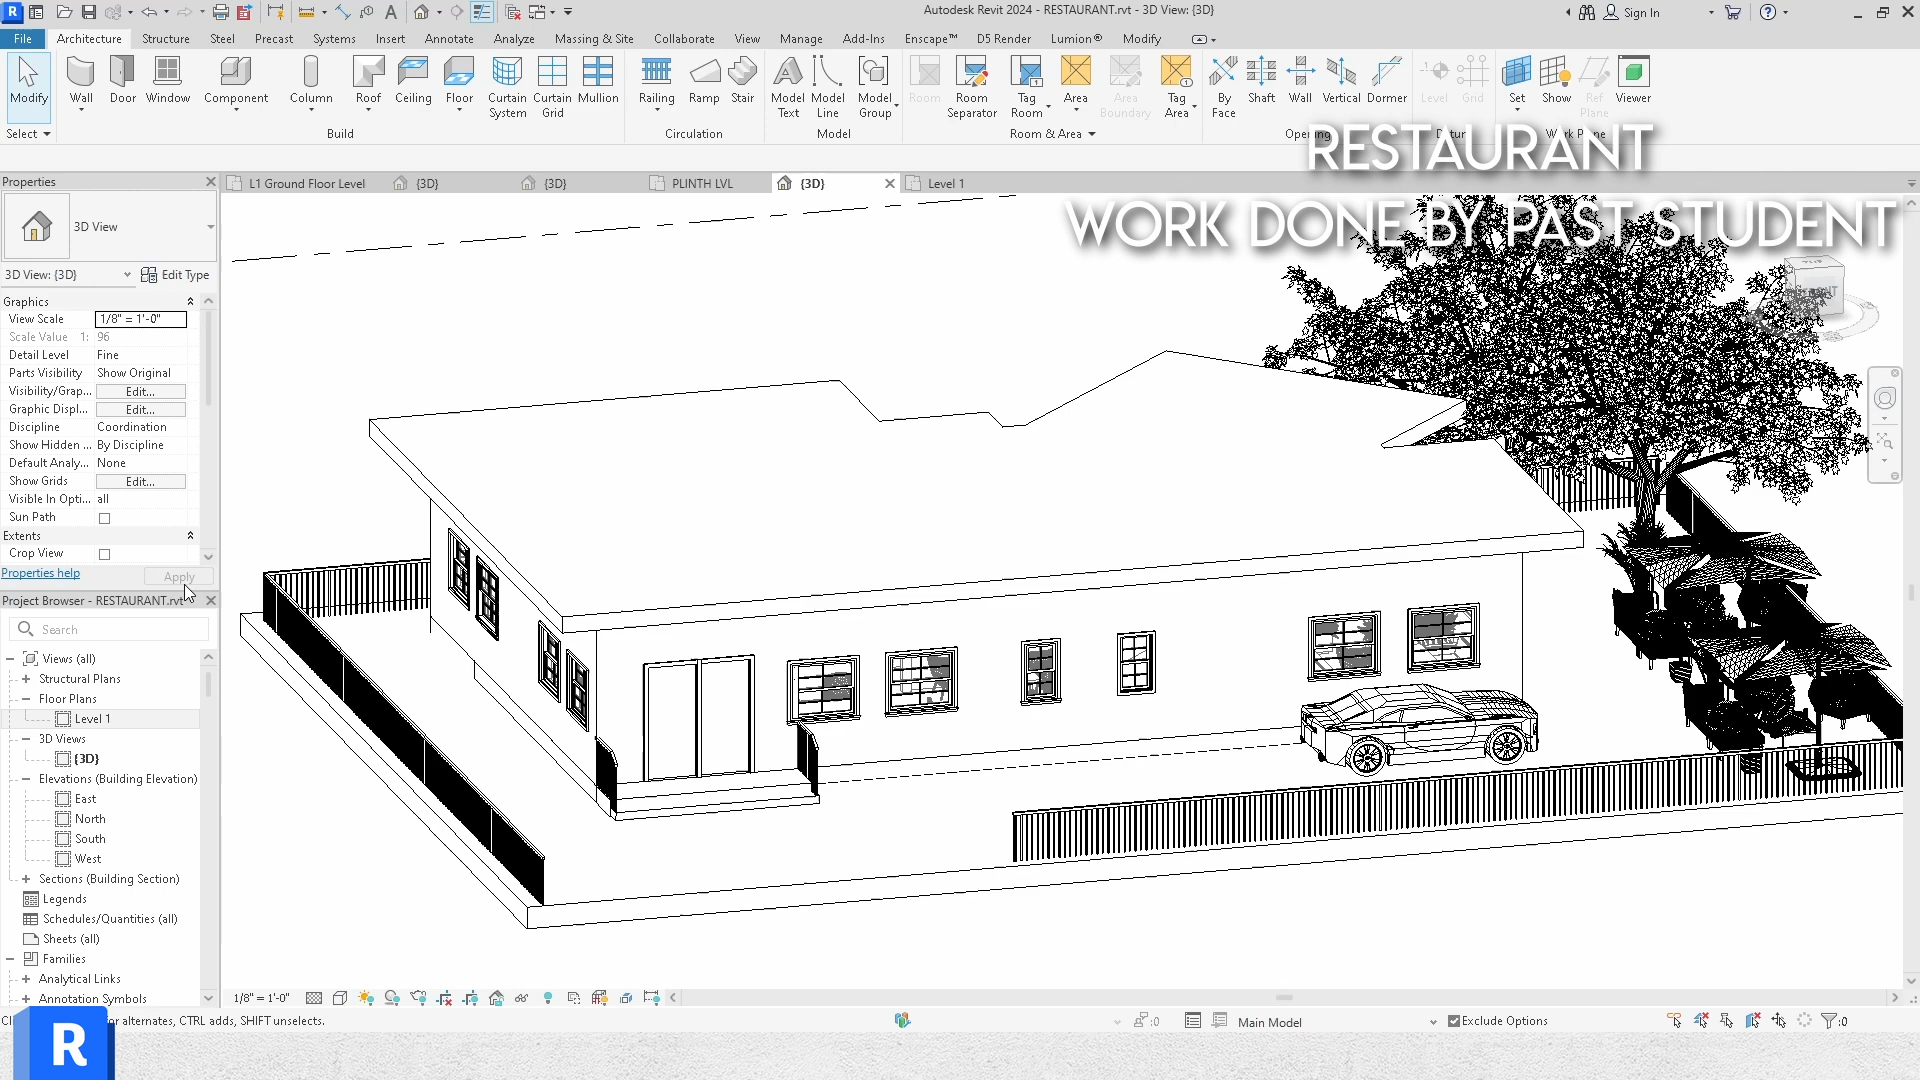 Autodesk Revit 2024 - RESTAURANT.rvt - 3D View: {3D}
Sign In
File Architecture Structure Steel Precast Systems Insert Annotate Analyze Massing & Site Collaborate View Manage Add-Ins Enscape™ D5 Render Lumion® Modify
Modify Wall Door Window Component Column Roof Ceiling Floor Curtain System Curtain Grid Mullion Railing Ramp Stair Model Text Model Line Model Group Room Room Separator Tag Room Area Area Boundary Tag Area By Face Shaft Wall Vertical Dormer Level Grid Set Show Ref Plane Viewer
Select Build Circulation Model Room & Area
RESTAURANT
WORK DONE BY PAST STUDENT
Properties
L1 Ground Floor Level {3D} {3D} PLINTH LVL {3D} Level 1
3D View
3D View: {3D} Edit Type
Graphics
View Scale 1/8" = 1'-0"
Scale Value 1: 96
Detail Level Fine
Parts Visibility Show Original
Visibility/Grap... Edit...
Graphic Displ... Edit...
Discipline Coordination
Show Hidden ... By Discipline
Default Analy... None
Show Grids Edit...
Visible In Opti... all
Sun Path
Extents
Crop View
Properties help Apply
Project Browser - RESTAURANT.rvt
Search
Views (all)
Structural Plans
Floor Plans
Level 1
3D Views
{3D}
Elevations (Building Elevation)
East
North
South
West
Sections (Building Section)
Legends
Schedules/Quantities (all)
Sheets (all)
Families
Analytical Links
Annotation Symbols
1/8" = 1'-0"
or alternates, CTRL adds, SHIFT unselects.
:0
Main Model
Exclude Options
:0
R